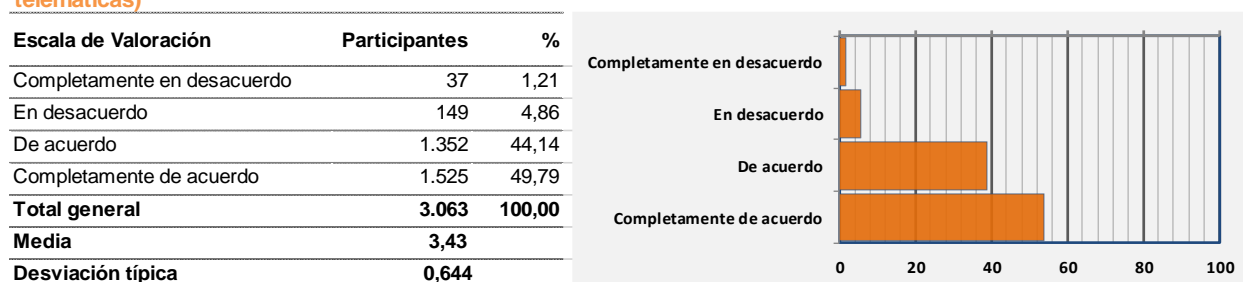 telemáticas)
Escala de Valoración Participantes %
Completamente en desacuerdo 37 1,21
En desacuerdo 149 4,86
De acuerdo 1.352 44,14
Completamente de acuerdo 1.525 49,79
Total general 3.063 100,00
Media 3,43
Desviación típica 0,644
Completamente en desacuerdo
En desacuerdo
De acuerdo
Completamente de acuerdo
0 20 40 60 80 100